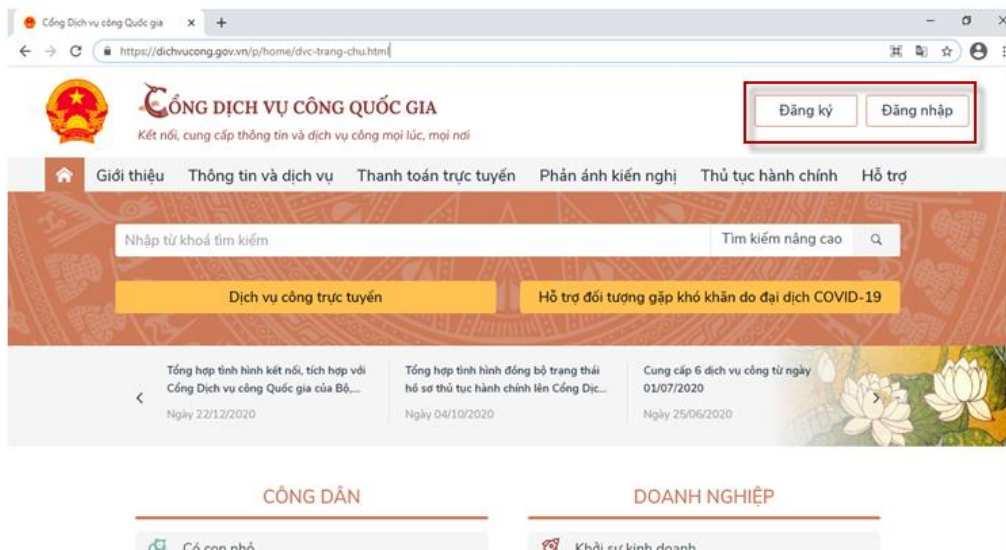 Cổng Dịch vụ công Quốc gia
https://dichvucong.gov.vn/p/home/dvc-trang-chu.html
CỔNG DỊCH VỤ CÔNG QUỐC GIA
Kết nối, cung cấp thông tin và dịch vụ công mọi lúc, mọi nơi
Đăng ký Đăng nhập
Giới thiệu Thông tin và dịch vụ Thanh toán trực tuyến Phản ánh kiến nghị Thủ tục hành chính Hỗ trợ
Nhập từ khoá tìm kiếm Tìm kiếm nâng cao
Dịch vụ công trực tuyến Hỗ trợ đối tượng gặp khó khăn do đại dịch COVID-19
Tổng hợp tình hình kết nối, tích hợp với
Cổng Dịch vụ công Quốc gia của Bộ,...
Ngày 22/12/2020
Tổng hợp tình hình đồng bộ trạng thái
hồ sơ thủ tục hành chính lên Cổng Dịc...
Ngày 04/10/2020
Cung cấp 6 dịch vụ công từ ngày
01/07/2020
Ngày 25/06/2020
CÔNG DÂN DOANH NGHIỆP
Có con nhỏ Khởi sự kinh doanh